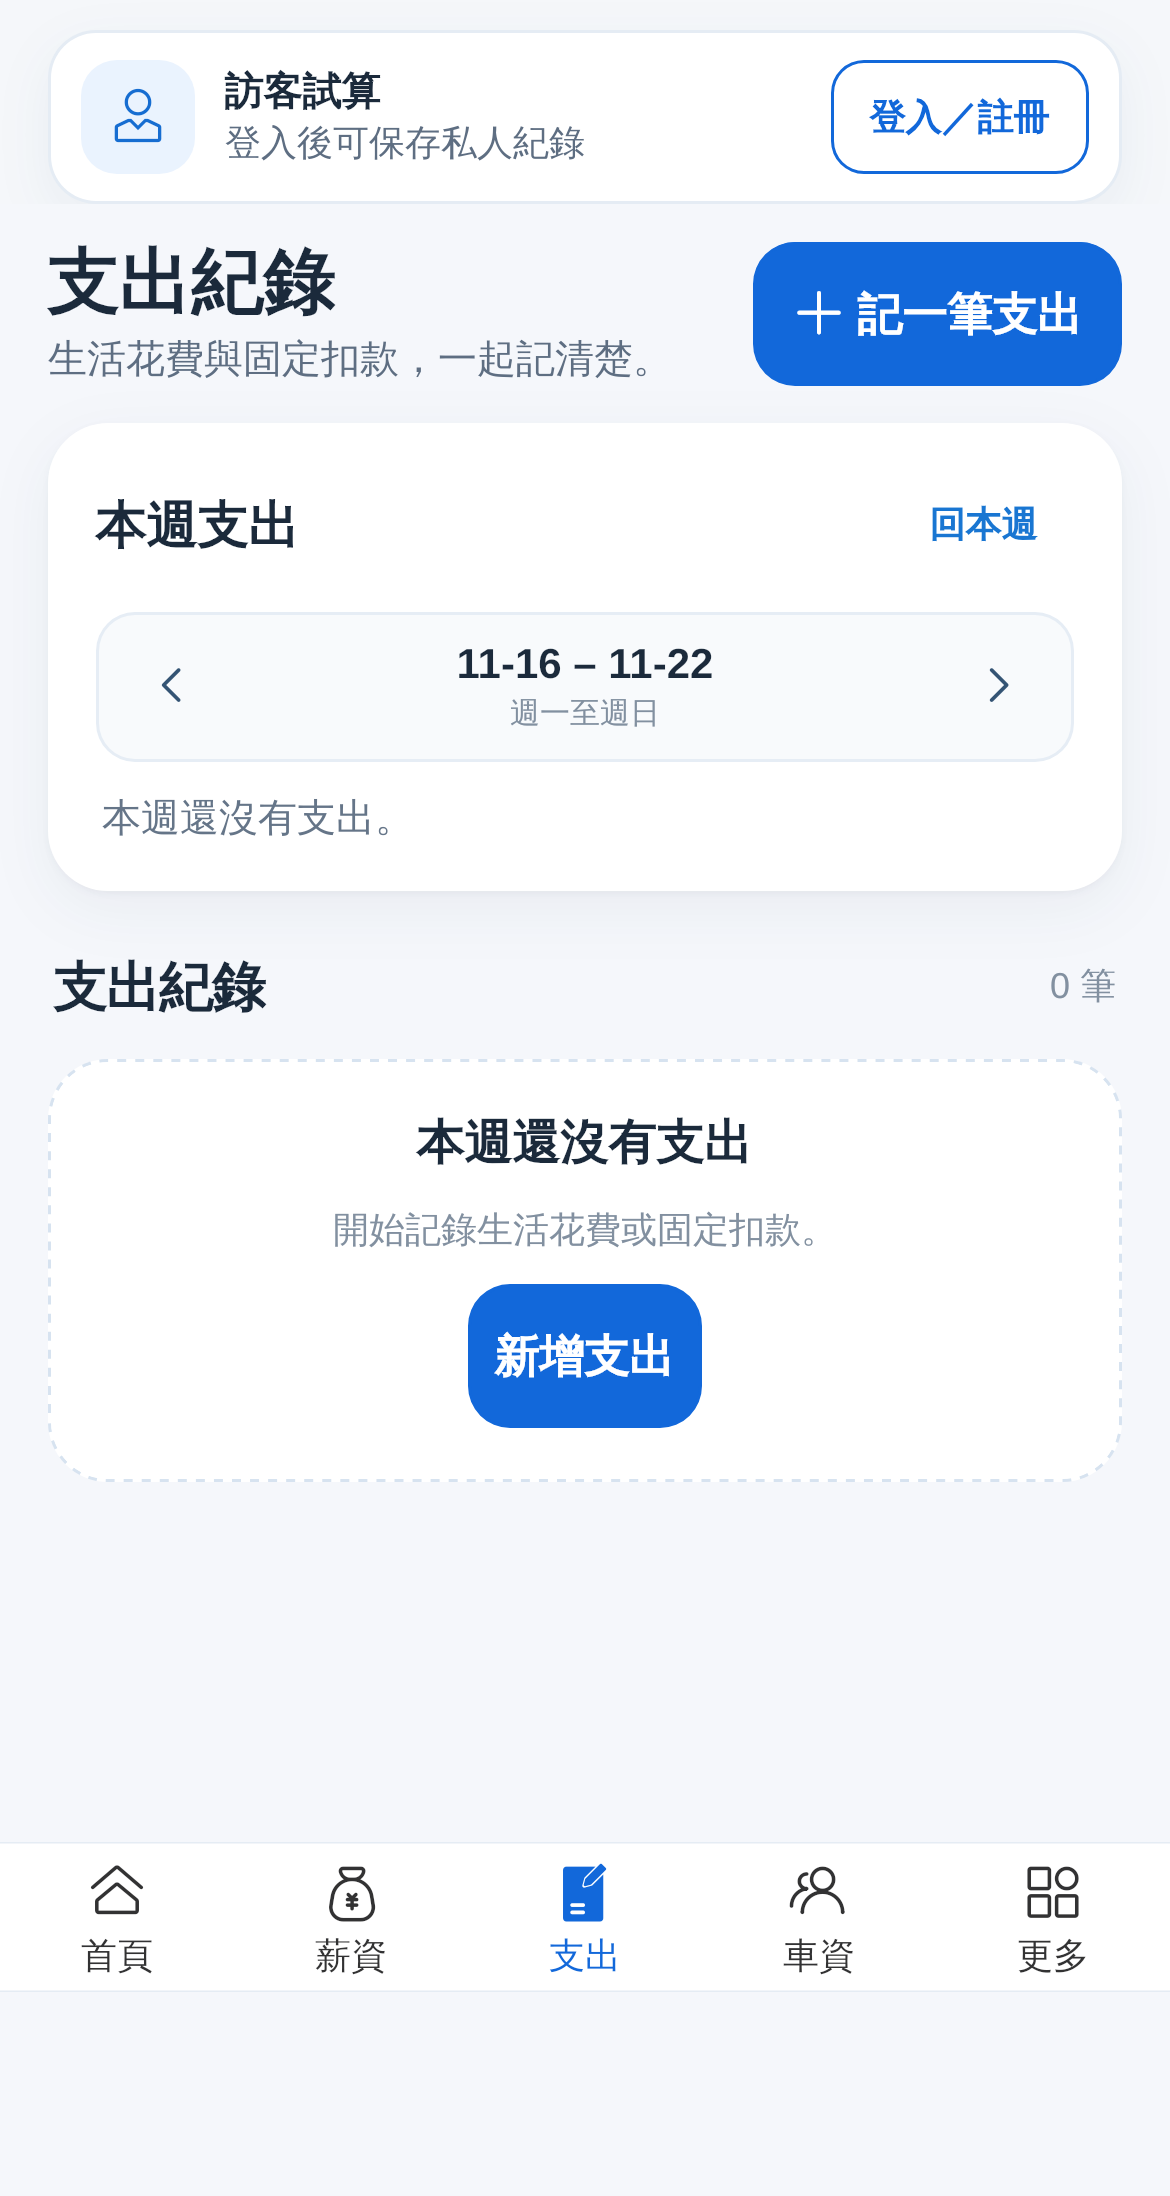 訪客試算
登入後可保存私人紀錄
登入／註冊
支出紀錄
生活花費與固定扣款，一起記清楚。
記一筆支出
本週支出
回本週
11-16 – 11-22
週一至週日
本週還沒有支出。
支出紀錄
0 筆
本週還沒有支出
開始記錄生活花費或固定扣款。
新增支出
首頁
薪資
支出
車資
更多